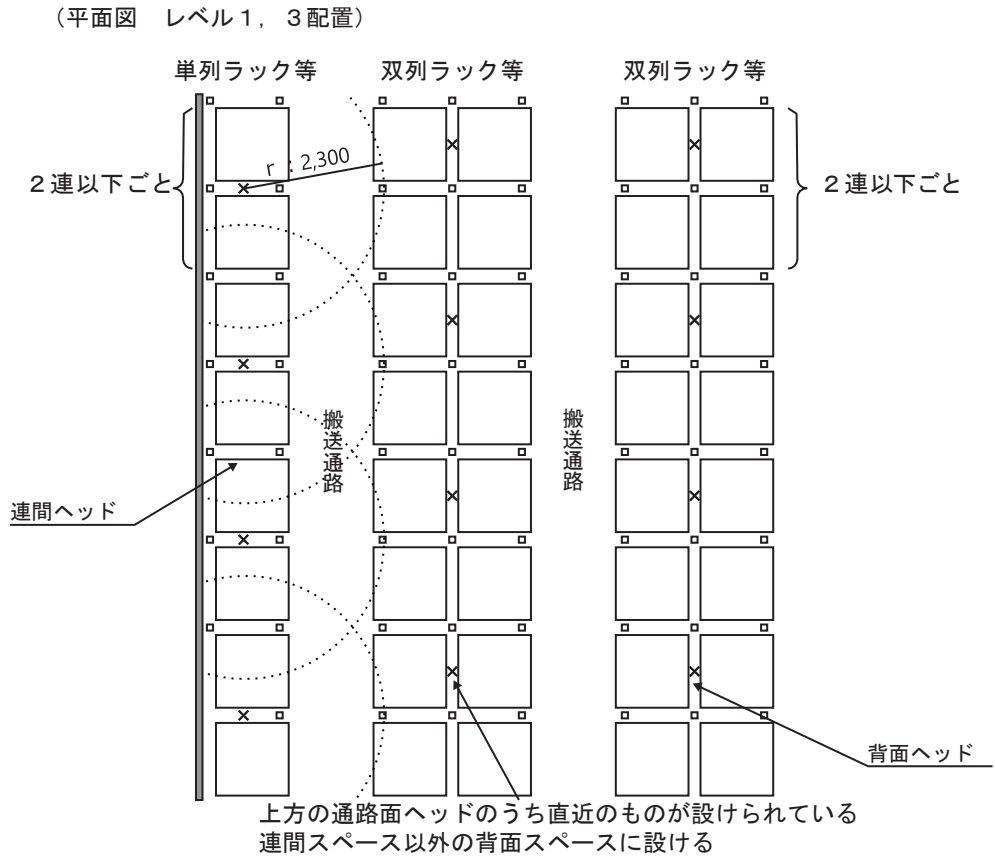 （平面図　レベル１，３配置）
単列ラック等
双列ラック等
双列ラック等
２連以下ごと
r：2,300
２連以下ごと
搬送通路
搬送通路
連間ヘッド
背面ヘッド
上方の通路面ヘッドのうち直近のものが設けられている
連間スペース以外の背面スペースに設ける